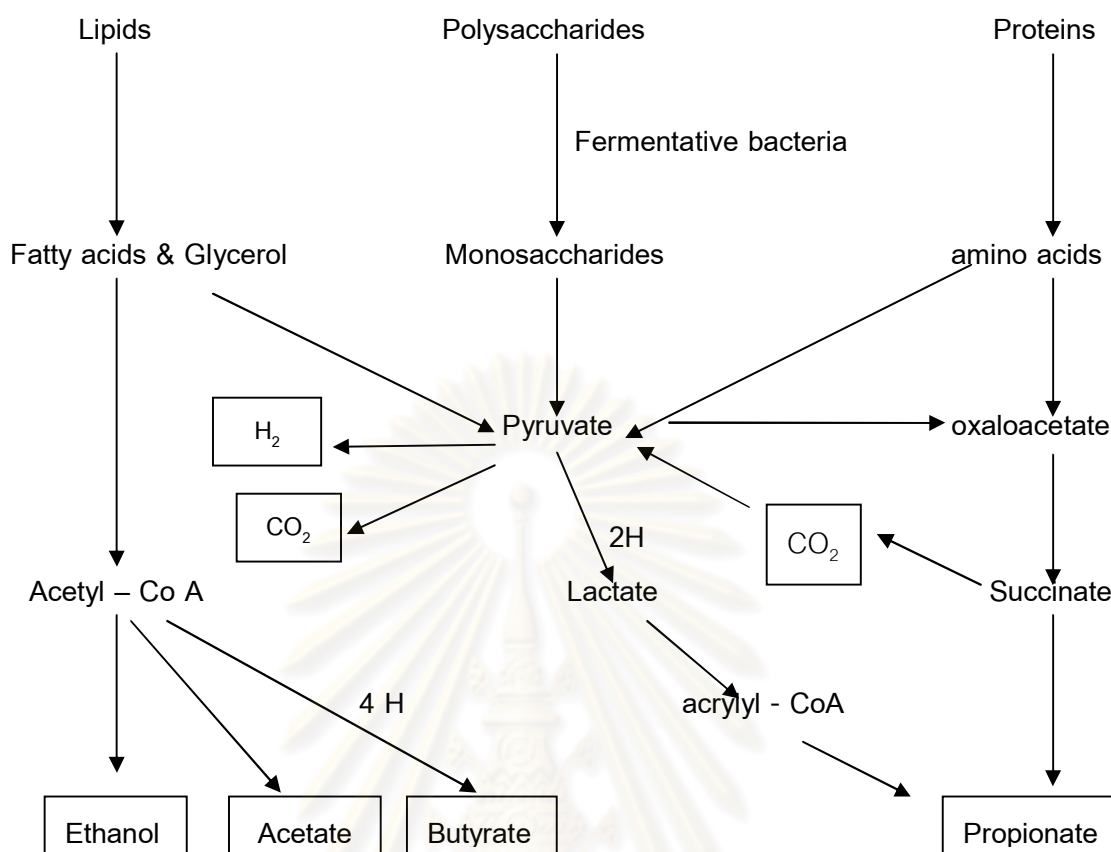 Lipids
Polysaccharides
Proteins
Fermentative bacteria
Fatty acids & Glycerol
Monosaccharides
amino acids
H2
Pyruvate
oxaloacetate
CO2
2H
CO2
Acetyl – Co A
Lactate
Succinate
4 H
acrylyl - CoA
Ethanol
Acetate
Butyrate
Propionate